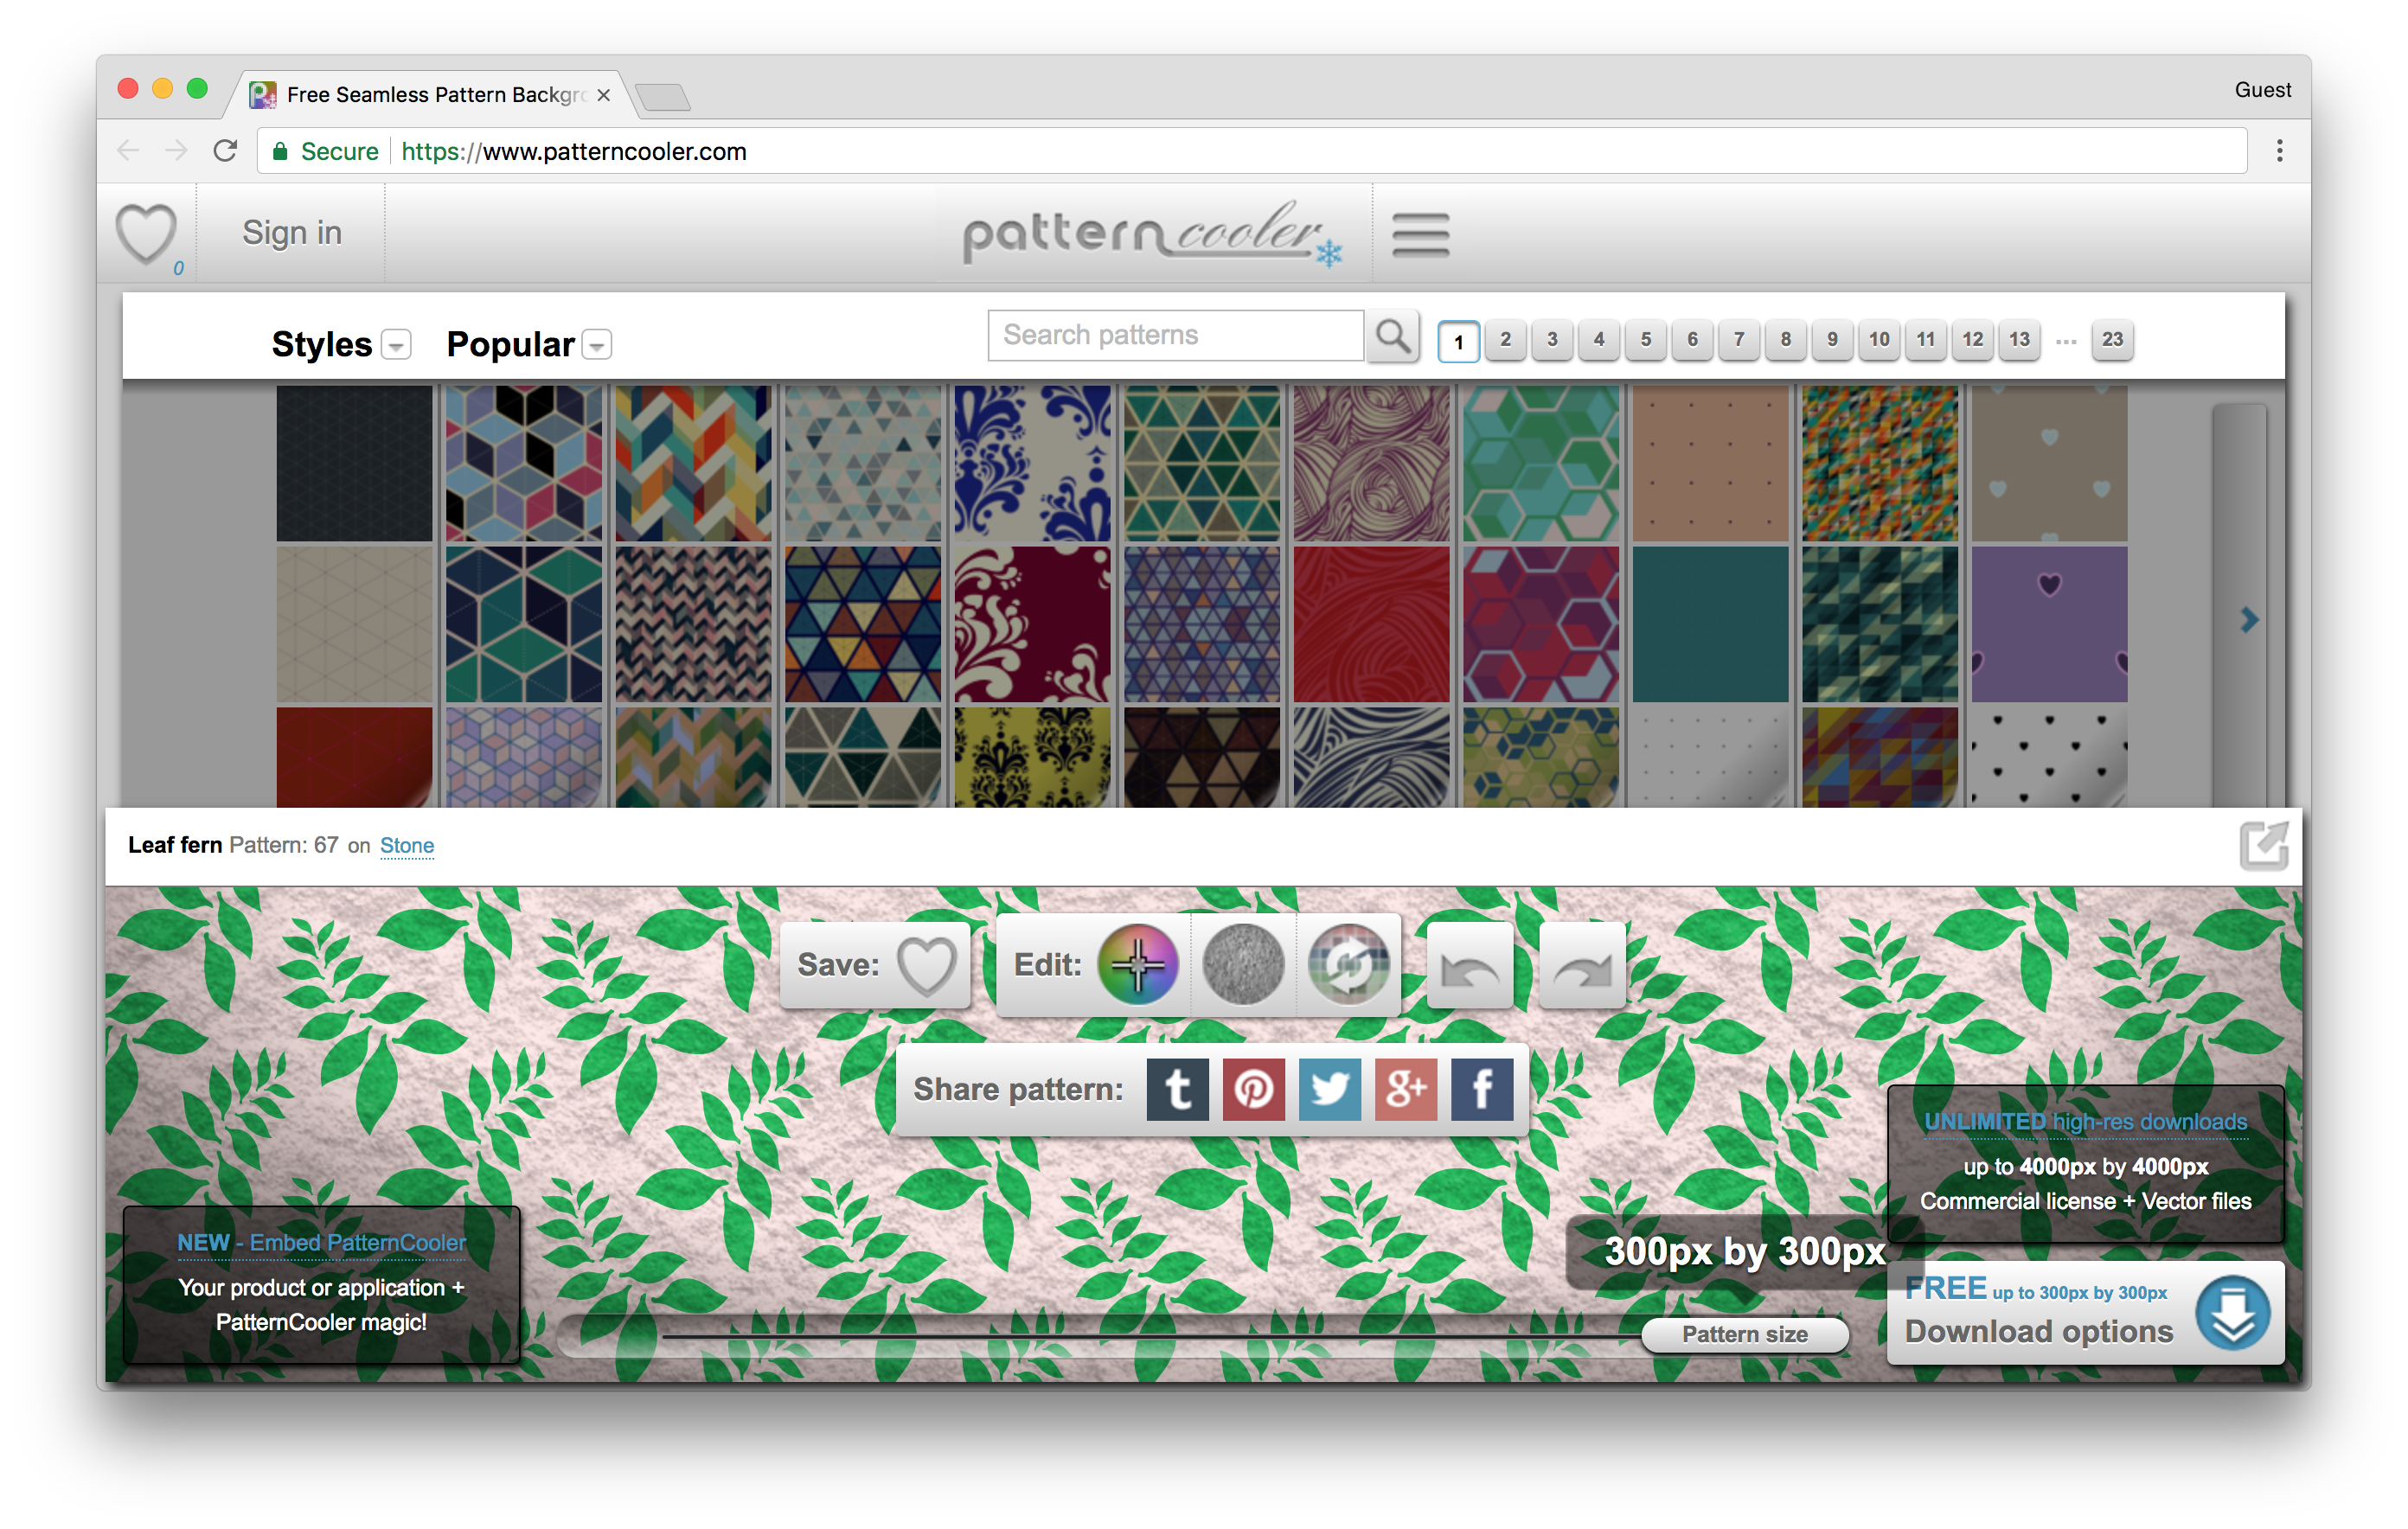 Free Seamless Pattern Backgro
Guest
Secure https://www.patterncooler.com
0
Sign in
patterncooler
Styles Popular
Search patterns
1 2 3 4 5 6 7 8 9 10 11 12 13 ... 23
Leaf fern Pattern: 67 on Stone
Save:
Edit:
Share pattern: t g+ f
UNLIMITED high-res downloads
up to 4000px by 4000px
Commercial license + Vector files
NEW - Embed PatternCooler
Your product or application +
PatternCooler magic!
300px by 300px
Pattern size
FREE up to 300px by 300px
Download options